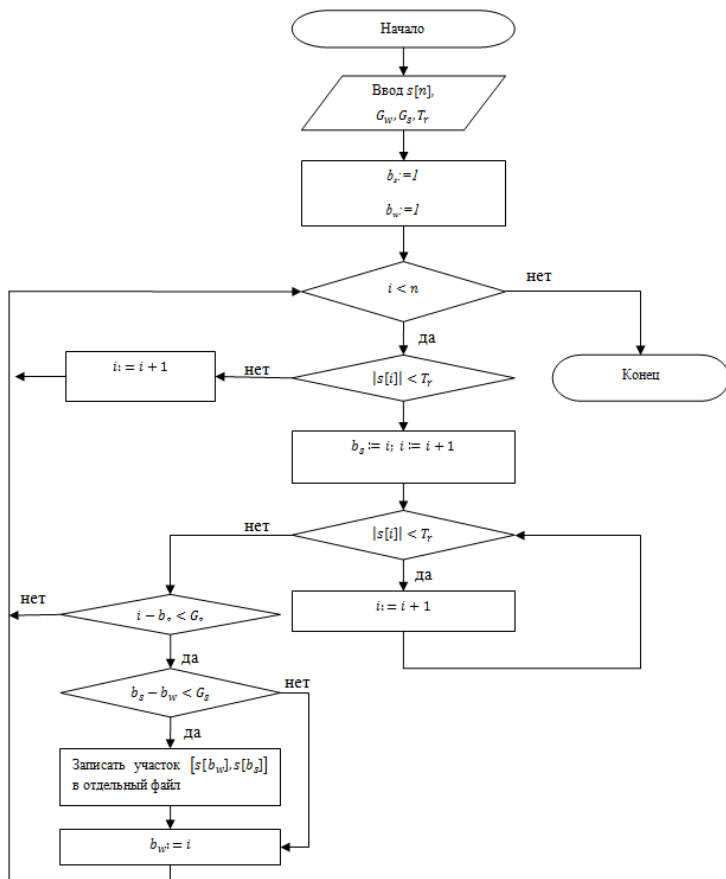 Начало
Ввод s[n],
G_w, G_s, T_r
b_s:=1
b_w:=1
i < n
нет
да
i := i + 1
нет
|s[i]| < T_r
Конец
b_s := i; i := i + 1
нет
|s[i]| < T_r
да
нет
i − b_s < G_s
i := i + 1
да
b_s − b_w < G_s
нет
да
Записать участок [s[b_w], s[b_s]]
в отдельный файл
b_w := i